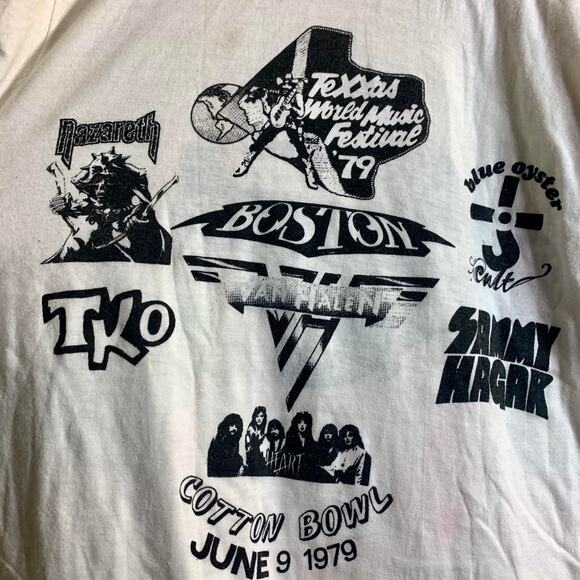 TeXXas
World Music
Festival
'79
Nazareth
BOSTON
blue oyster
cult
TKO
VAN HALEN
SAMMY
HAGAR
HEART
COTTON BOWL
JUNE 9 1979